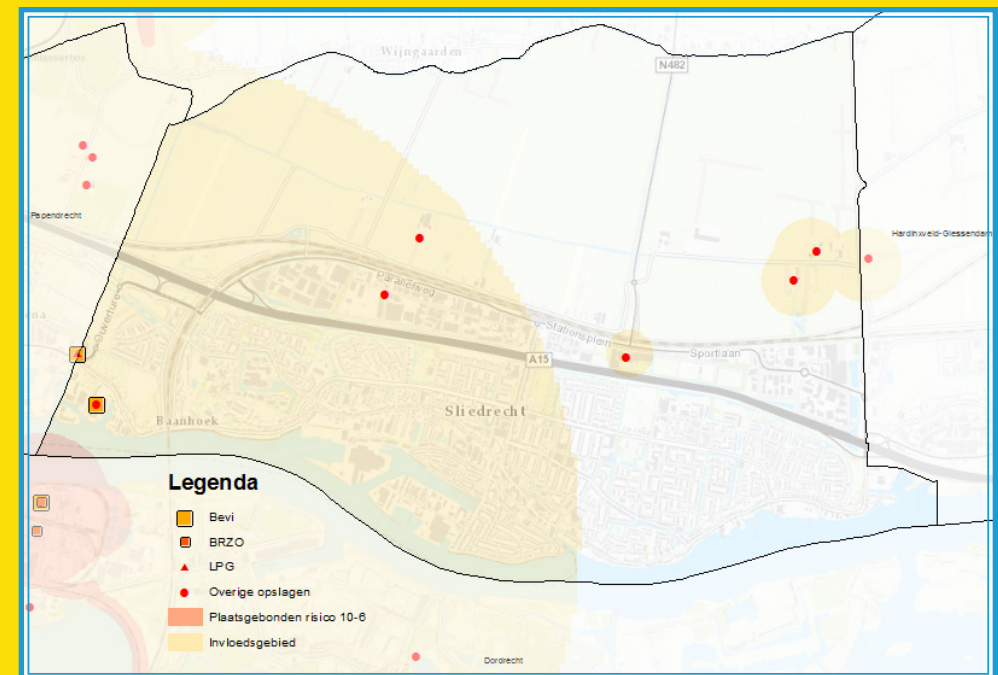 Wijngaarden
N482
Papendrecht
Hardinxveld-Giessendam
Parallelweg
Ouverture
Stationsplein
A15
Sportlaan
Sliedrecht
Baanhoek
Legenda
Bevi
BRZO
LPG
Overige opslagen
Plaatsgebonden risico 10-6
Invloedsgebied
Dordrecht